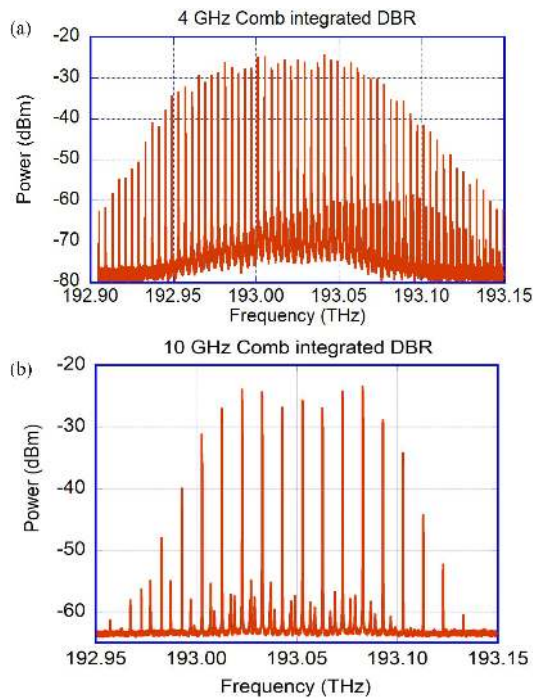 (a)
4 GHz Comb integrated DBR
Power (dBm)
-20
-30
-40
-50
-60
-70
-80
192.90 192.95 193.00 193.05 193.10 193.15
Frequency (THz)
(b)
10 GHz Comb integrated DBR
Power (dBm)
-20
-30
-40
-50
-60
192.95 193.00 193.05 193.10 193.15
Frequency (THz)